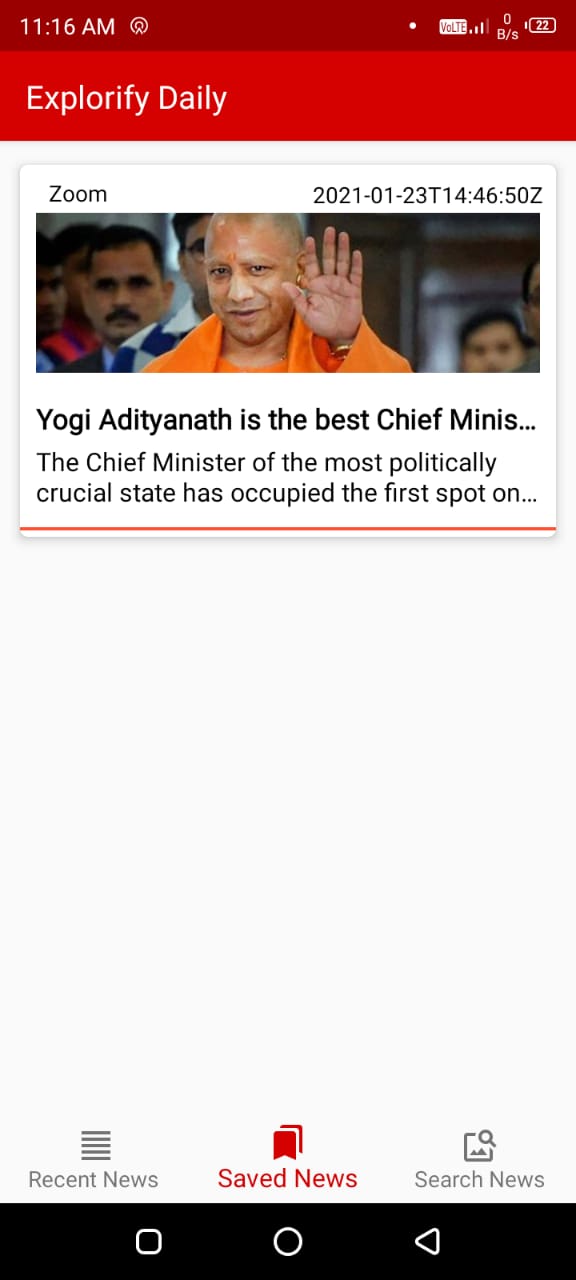 11:16 AM
VoLTE
0
B/s
22
Explorify Daily
Zoom
2021-01-23T14:46:50Z
Yogi Adityanath is the best Chief Minis...
The Chief Minister of the most politically
crucial state has occupied the first spot on...
Recent News
Saved News
Search News